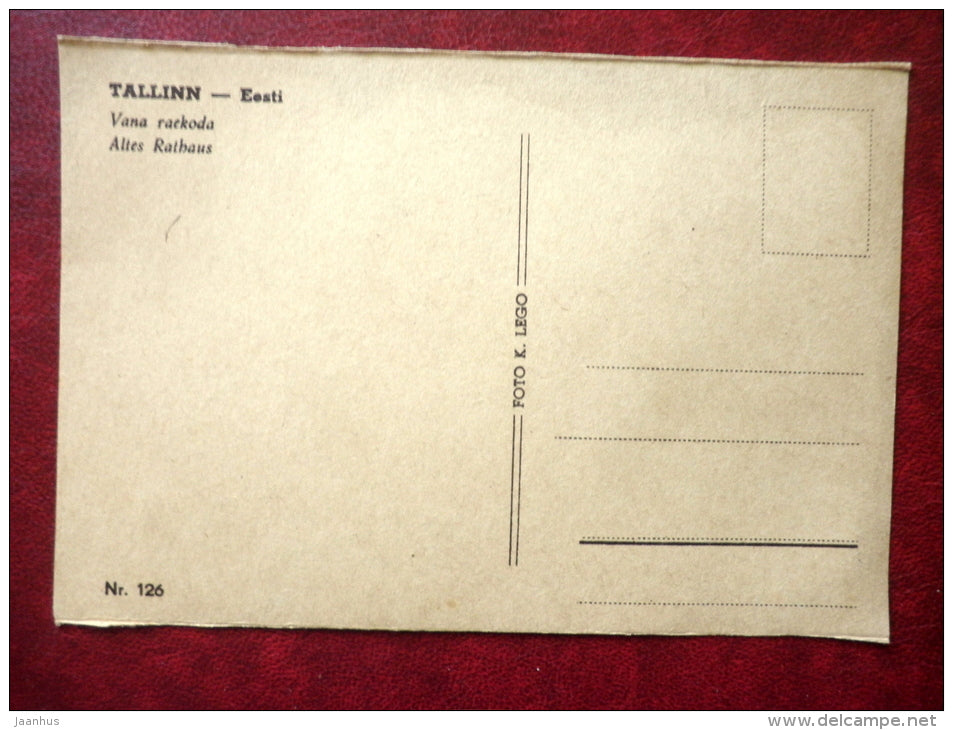 TALLINN — Eesti
Vana raekoda
Altes Rathaus
FOTO K. LEGO
Nr. 126
jaanhus
www.delcampe.net